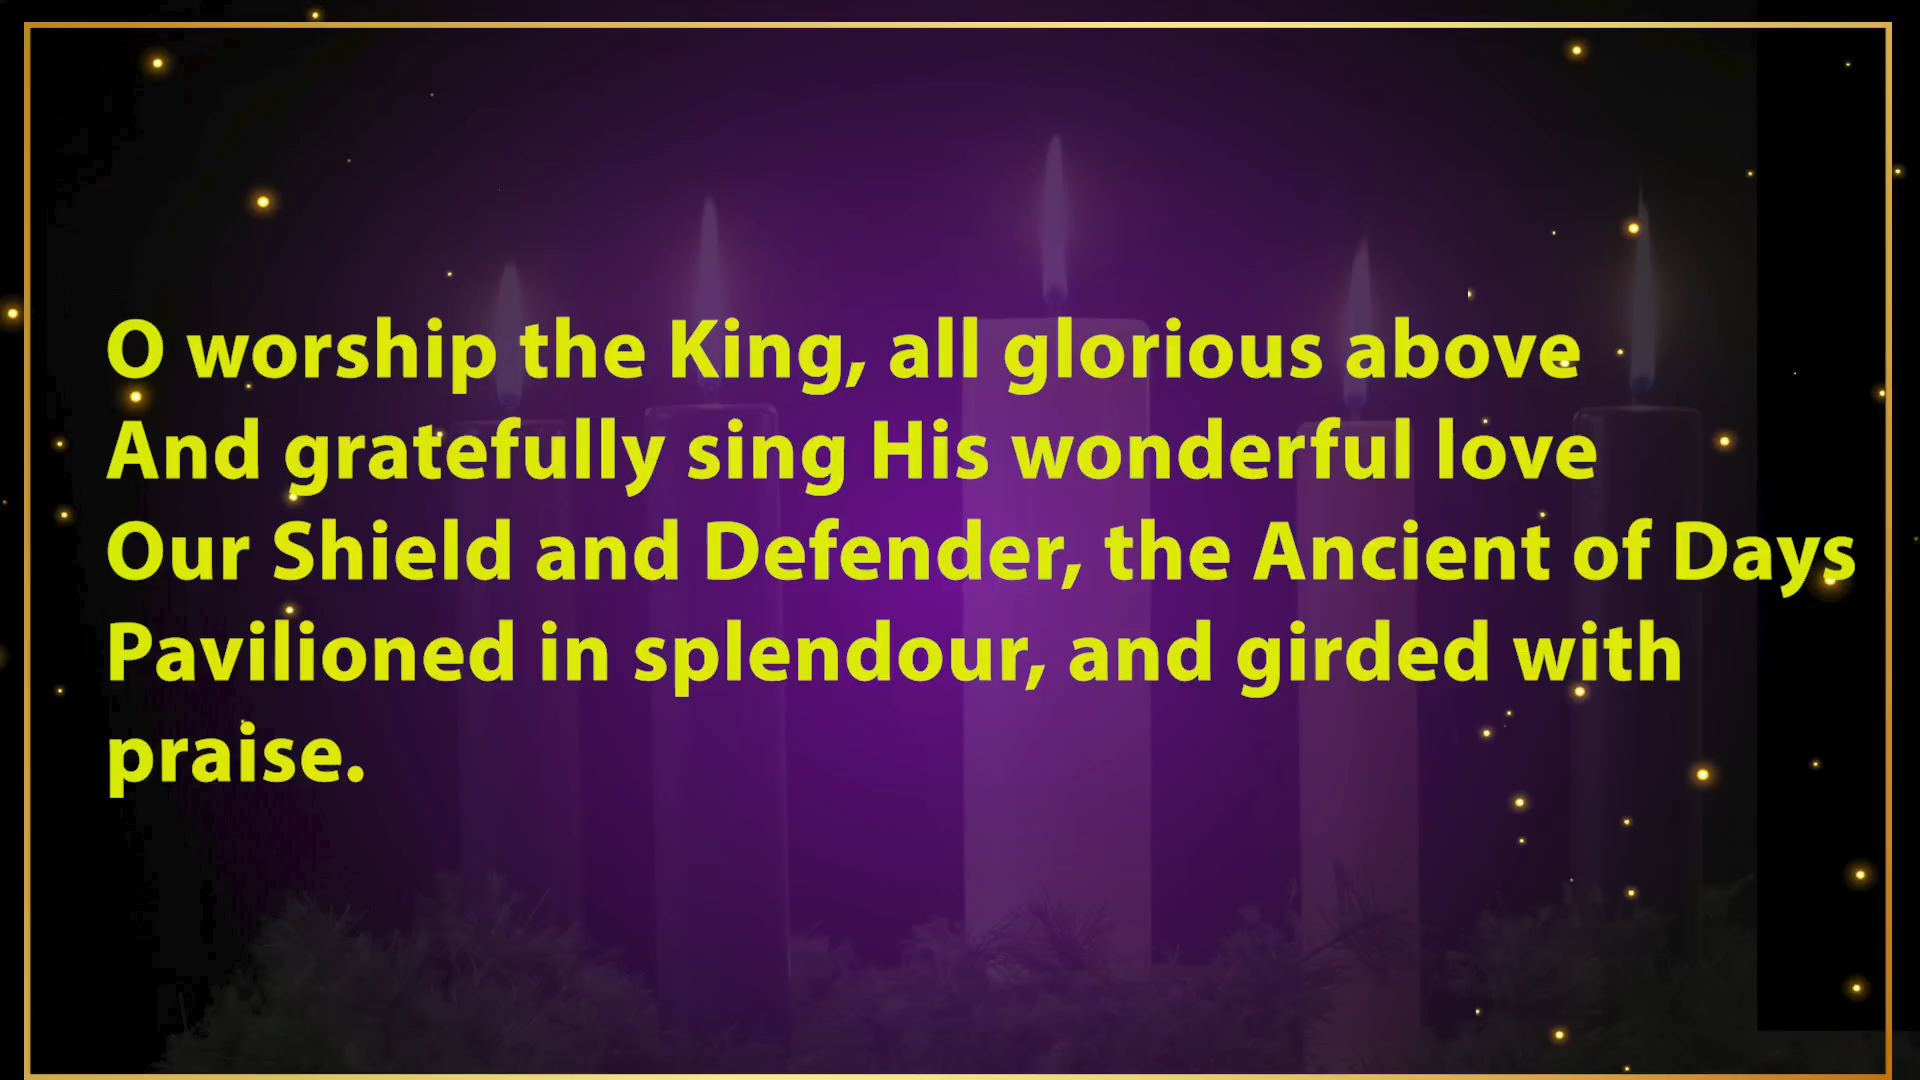 O worship the King, all glorious above
And gratefully sing His wonderful love
Our Shield and Defender, the Ancient of Days
Pavilioned in splendour, and girded with
praise.